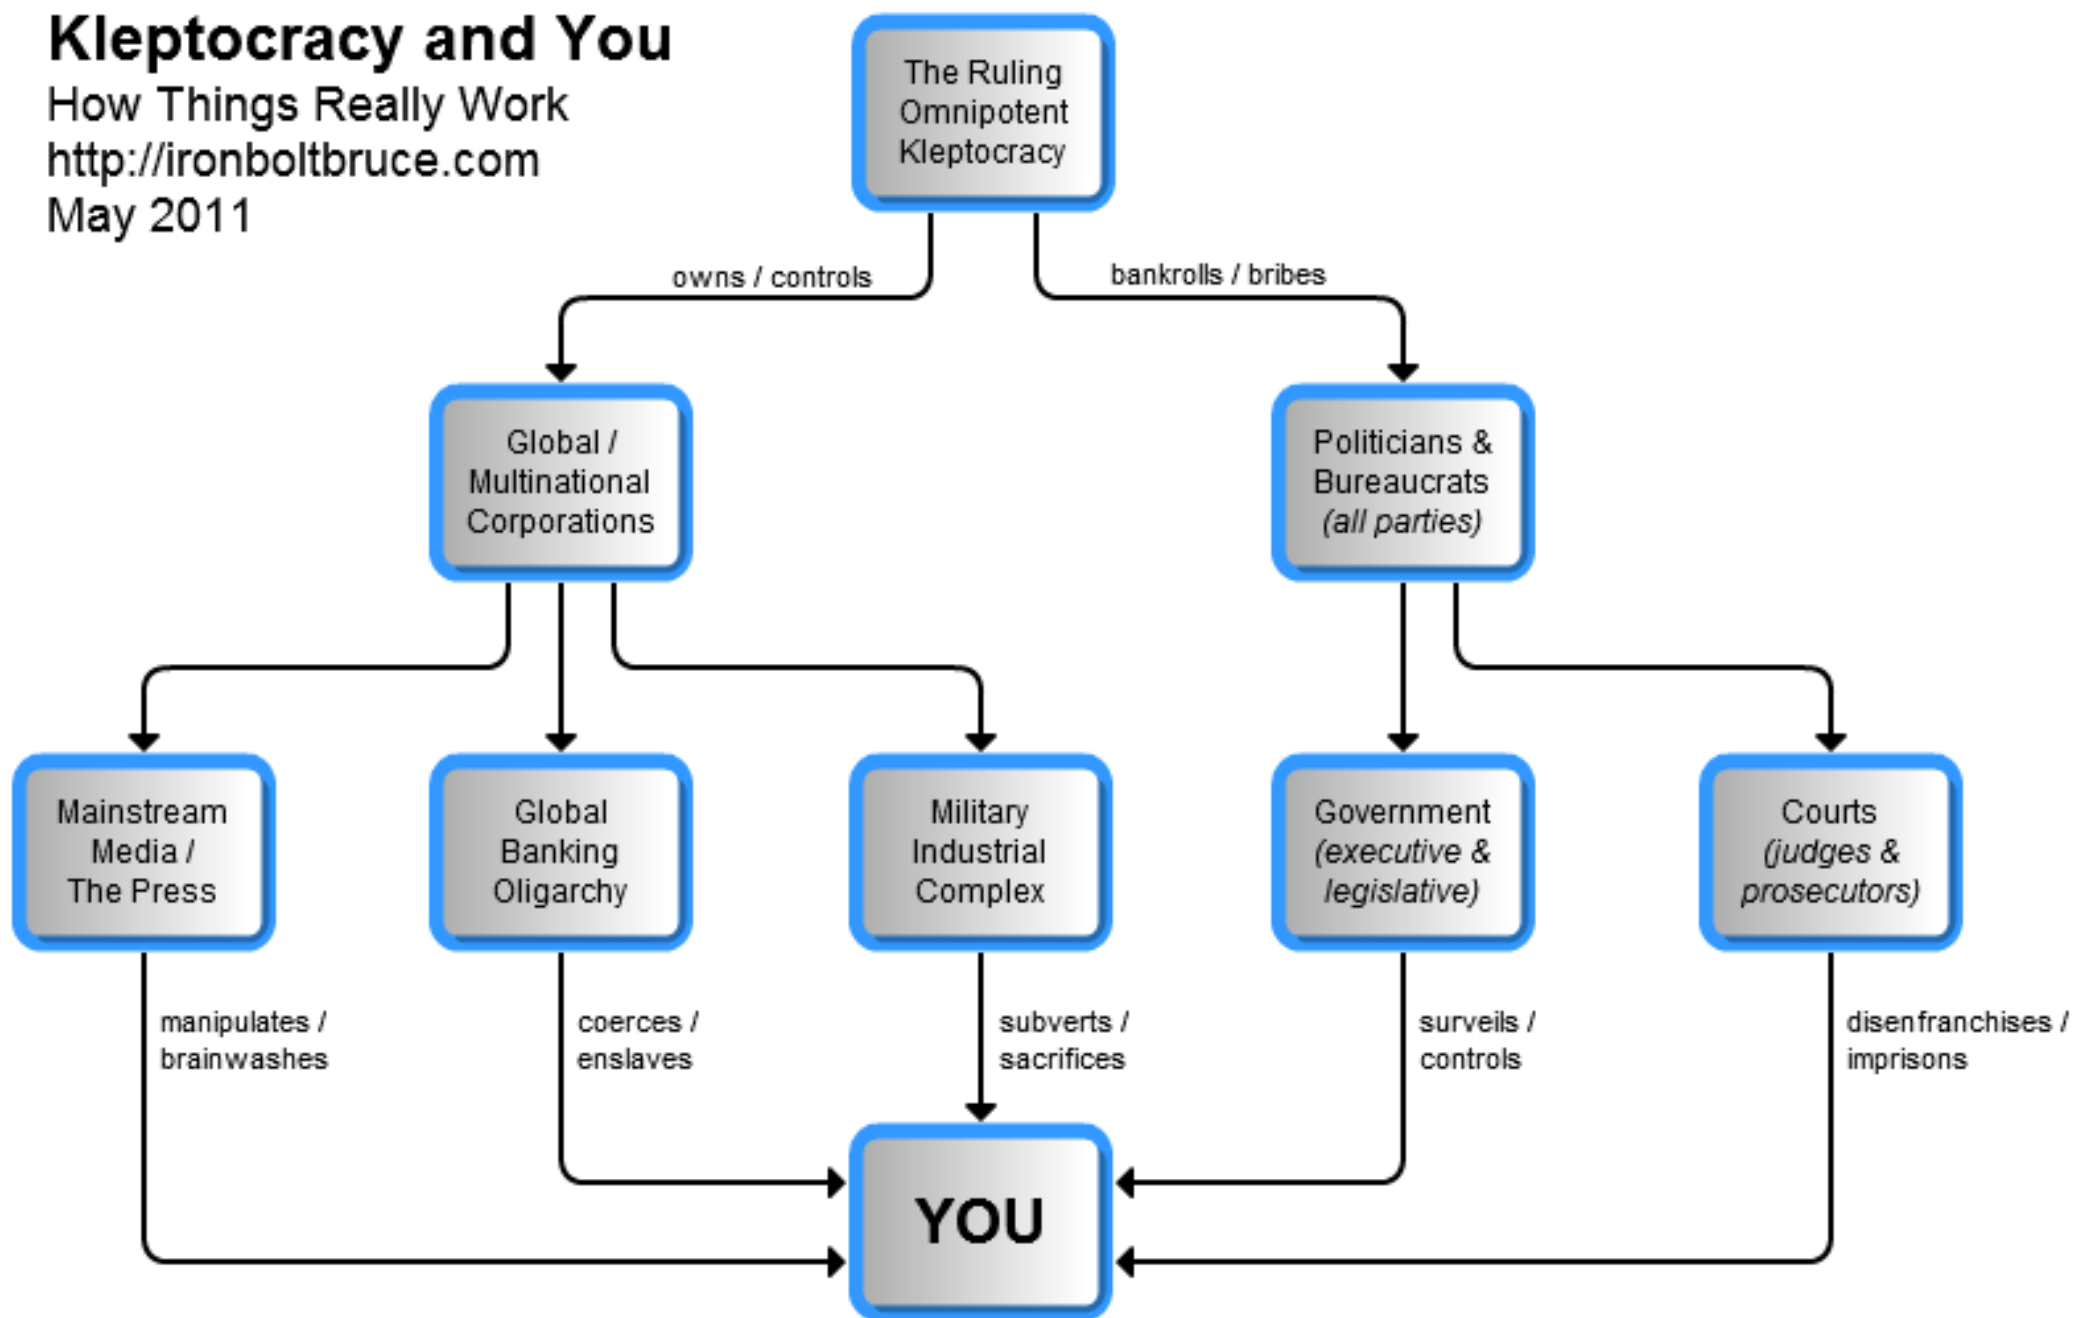 Kleptocracy and You
How Things Really Work
http://ironboltbruce.com
May 2011
The Ruling
Omnipotent
Kleptocracy
owns / controls
bankrolls / bribes
Global /
Multinational
Corporations
Politicians &
Bureaucrats
(all parties)
Mainstream
Media /
The Press
Global
Banking
Oligarchy
Military
Industrial
Complex
Government
(executive &
legislative)
Courts
(judges &
prosecutors)
manipulates /
brainwashes
coerces /
enslaves
subverts /
sacrifices
surveils /
controls
disenfranchises /
imprisons
YOU